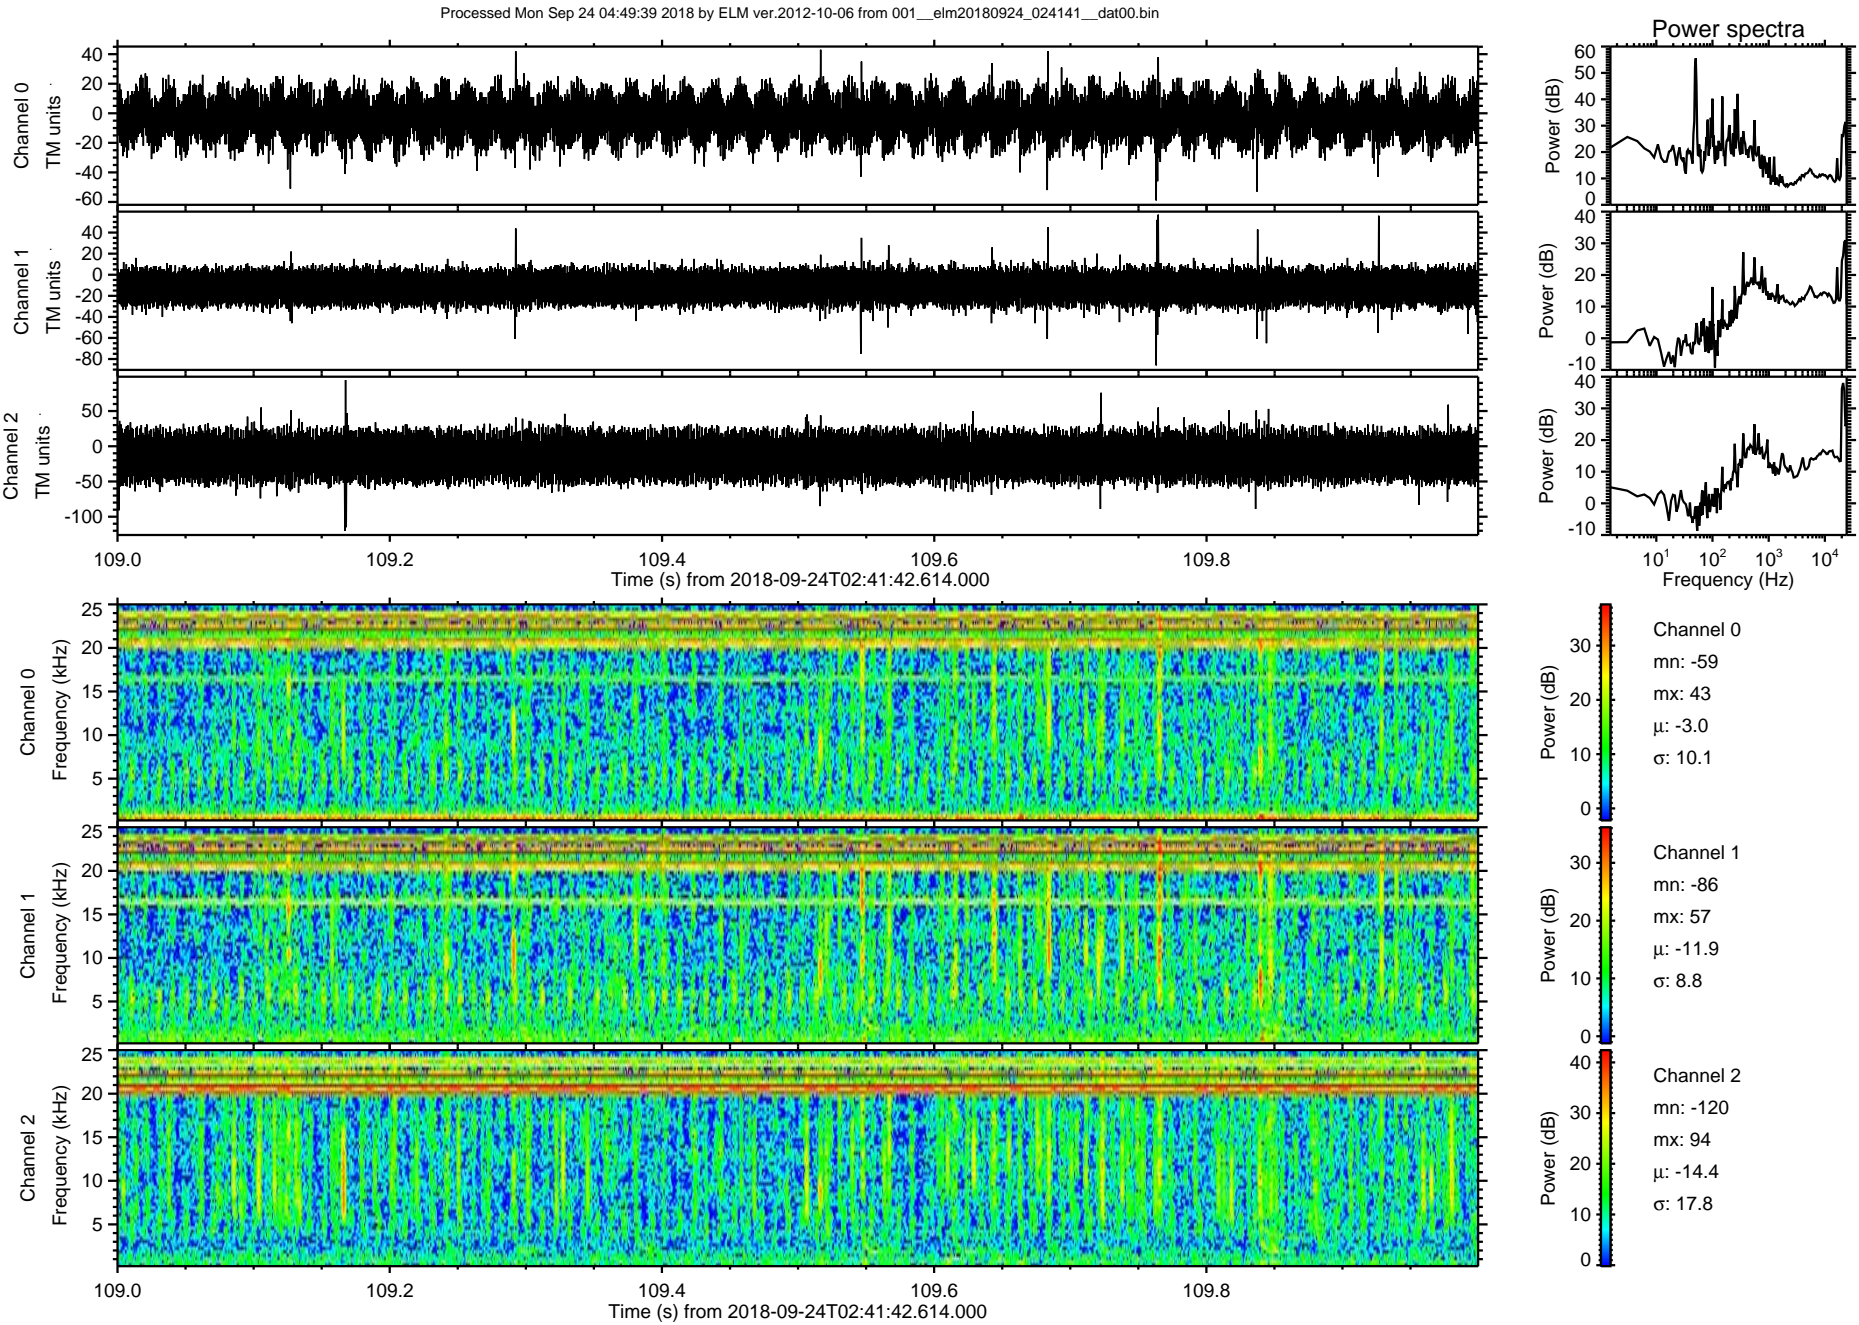 Processed Mon Sep 24 04:49:39 2018 by ELM ver.2012-10-06 from 001__elm20180924_024141__dat00.bin
Power spectra
Channel 0
TM units
40
20
0
-20
-40
-60
Power (dB)
60
50
40
30
20
10
0
Channel 1
TM units
40
20
0
-20
-40
-60
-80
Power (dB)
40
30
20
10
0
-10
Channel 2
TM units
50
0
-50
-100
Power (dB)
40
30
20
10
0
-10
109.0 109.2 109.4 109.6 109.8
Time (s) from 2018-09-24T02:41:42.614.000
10¹ 10² 10³ 10⁴
Frequency (Hz)
Channel 0
Frequency (kHz)
25
20
15
10
5
Power (dB)
30
20
10
0
Channel 0
mn: -59
mx: 43
μ: -3.0
σ: 10.1
Channel 1
Frequency (kHz)
25
20
15
10
5
Power (dB)
30
20
10
0
Channel 1
mn: -86
mx: 57
μ: -11.9
σ: 8.8
Channel 2
Frequency (kHz)
25
20
15
10
5
Power (dB)
40
30
20
10
0
Channel 2
mn: -120
mx: 94
μ: -14.4
σ: 17.8
109.0 109.2 109.4 109.6 109.8
Time (s) from 2018-09-24T02:41:42.614.000